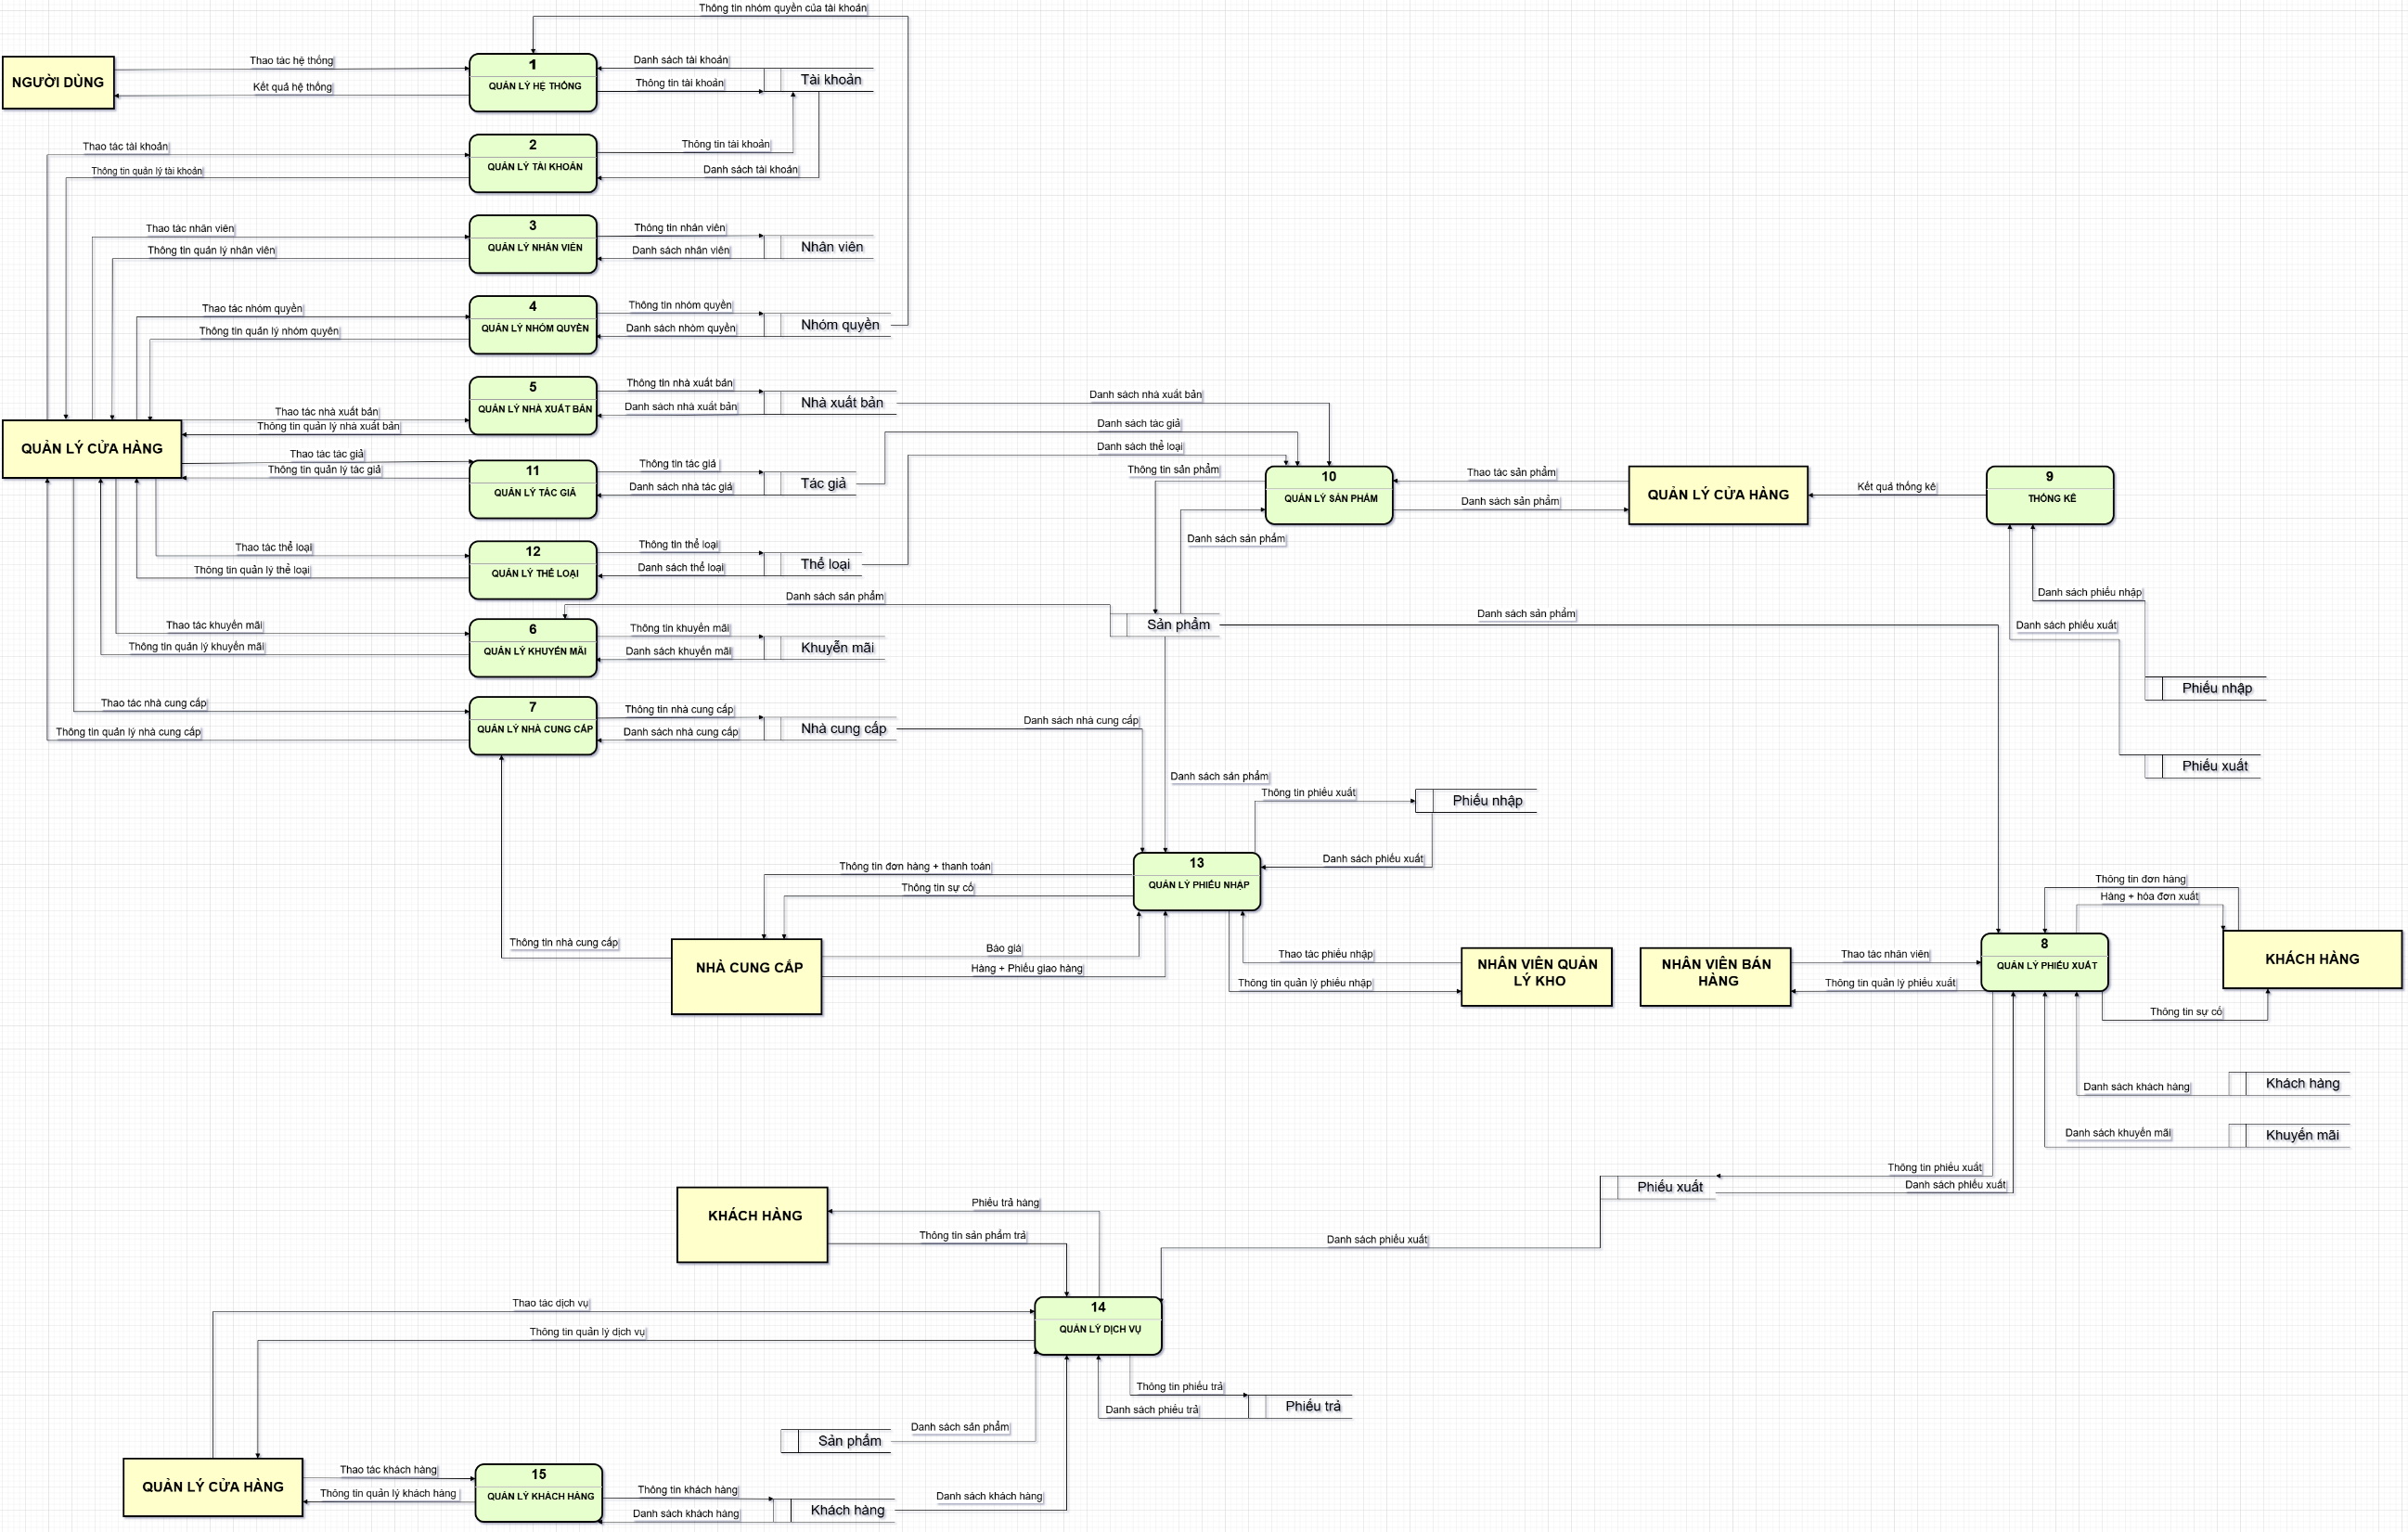 Thông tin nhóm quyền của tài khoản
NGƯỜI DÙNG
Thao tác hệ thống
Kết quả hệ thống
1
QUẢN LÝ HỆ THỐNG
Danh sách tài khoản
Thông tin tài khoản
Tài khoản
Thao tác tài khoản
Thông tin quản lý tài khoản
2
QUẢN LÝ TÀI KHOẢN
Thông tin tài khoản
Danh sách tài khoản
Thao tác nhân viên
Thông tin quản lý nhân viên
3
QUẢN LÝ NHÂN VIÊN
Thông tin nhân viên
Danh sách nhân viên
Nhân viên
Thao tác nhóm quyền
Thông tin quản lý nhóm quyên
4
QUẢN LÝ NHÓM QUYỀN
Thông tin nhóm quyền
Danh sách nhòm quyền
Nhóm quyền
QUẢN LÝ CỬA HÀNG
Thao tác nhà xuất bản
Thông tin quản lý nhà xuất bản
5
QUẢN LÝ NHÀ XUẤT BẢN
Thông tin nhà xuất bản
Danh sách nhà xuất bản
Nhà xuất bản
Danh sách nhà xuất bản
Thao tác tác giả
Thông tin quản lý tác giả
11
QUẢN LÝ TÁC GIẢ
Thông tin tác giả
Danh sách nhà tác giả
Tác giả
Danh sách tác giả
Danh sách thể loại
Thông tin sản phẩm
10
QUẢN LÝ SẢN PHẨM
Thao tác sản phẩm
Danh sách sản phẩm
QUẢN LÝ CỬA HÀNG
Kết quả thống kê
9
THỐNG KÊ
Danh sách sản phẩm
Thao tác thể loại
Thông tin quản lý thể loại
12
QUẢN LÝ THỂ LOẠI
Thông tin thể loại
Danh sách thể loại
Thể loại
Danh sách sản phẩm
Sản phẩm
Danh sách sản phẩm
Danh sách phiếu nhập
Danh sách phiếu xuất
Thao tác khuyến mãi
Thông tin quản lý khuyến mãi
6
QUẢN LÝ KHUYẾN MÃI
Thông tin khuyến mãi
Danh sách khuyến mãi
Khuyễn mãi
Phiếu nhập
Thao tác nhà cung cấp
Thông tin quản lý nhà cung cấp
7
QUẢN LÝ NHÀ CUNG CẤP
Thông tin nhà cung cấp
Danh sách nhà cung cấp
Nhà cung cấp
Danh sách nhà cung cấp
Phiếu xuất
Danh sách sản phẩm
Thông tin phiếu xuất
Phiếu nhập
Danh sách phiếu xuất
13
QUẢN LÝ PHIẾU NHẬP
Thông tin đơn hàng + thanh toán
Thông tin sự cố
Thông tin nhà cung cấp
NHÀ CUNG CẤP
Báo giá
Hàng + Phiếu giao hàng
Thao tác phiếu nhập
Thông tin quản lý phiếu nhập
NHÂN VIÊN QUẢN
LÝ KHO
NHÂN VIÊN BÁN
HÀNG
Thao tác nhân viên
Thông tin quản lý phiếu xuất
8
QUẢN LÝ PHIẾU XUẤT
Thông tin đơn hàng
Hàng + hóa đơn xuất
KHÁCH HÀNG
Thông tin sự cố
Danh sách khách hàng
Khách hàng
Danh sách khuyến mãi
Khuyến mãi
Thông tin phiếu xuất
Danh sách phiếu xuất
Phiếu xuất
Danh sách phiếu xuất
KHÁCH HÀNG
Phiếu trả hàng
Thông tin sản phẩm trả
Thao tác dịch vụ
Thông tin quản lý dịch vụ
14
QUẢN LÝ DỊCH VỤ
Thông tin phiếu trả
Danh sách phiếu trả
Phiếu trả
Danh sách sản phẩm
Sản phẩm
QUẢN LÝ CỬA HÀNG
Thao tác khách hàng
Thông tin quản lý khách hàng
15
QUẢN LÝ KHÁCH HÀNG
Thông tin khách hàng
Danh sách khách hàng
Khách hàng
Danh sách khách hàng